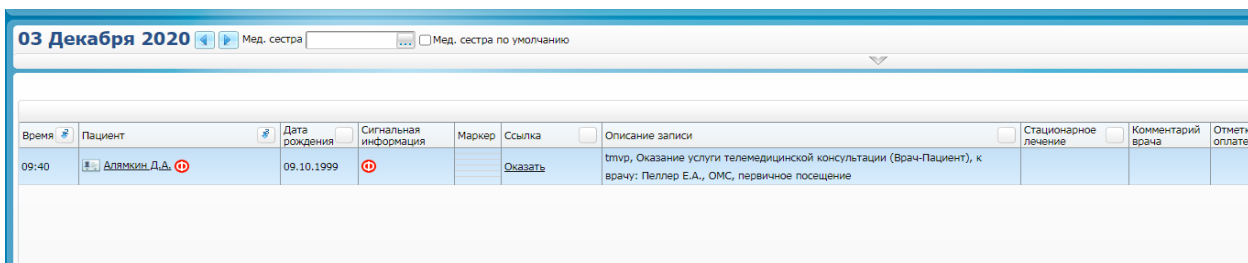 03 Декабря 2020 Мед. сестра ... Мед. сестра по умолчанию
Время Пациент Дата рождения Сигнальная информация Маркер Ссылка Описание записи Стационарное лечение Комментарий врача
09:40 Алямкин Д.А. 09.10.1999 Оказать tmvp, Оказание услуги телемедицинской консультации (Врач-Пациент), к
врачу: Пеллер Е.А., ОМС, первичное посещение